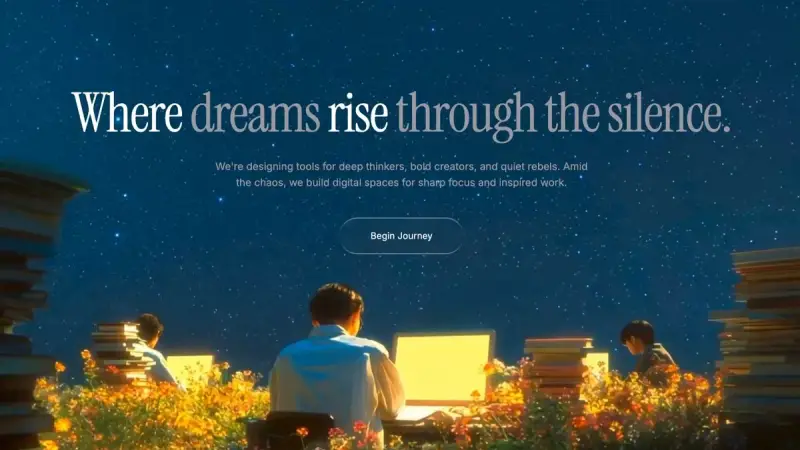 Where dreams rise through the silence.
We're designing tools for deep thinkers, bold creators, and quiet rebels. Amid
the chaos, we build digital spaces for sharp focus and inspired work.
Begin Journey